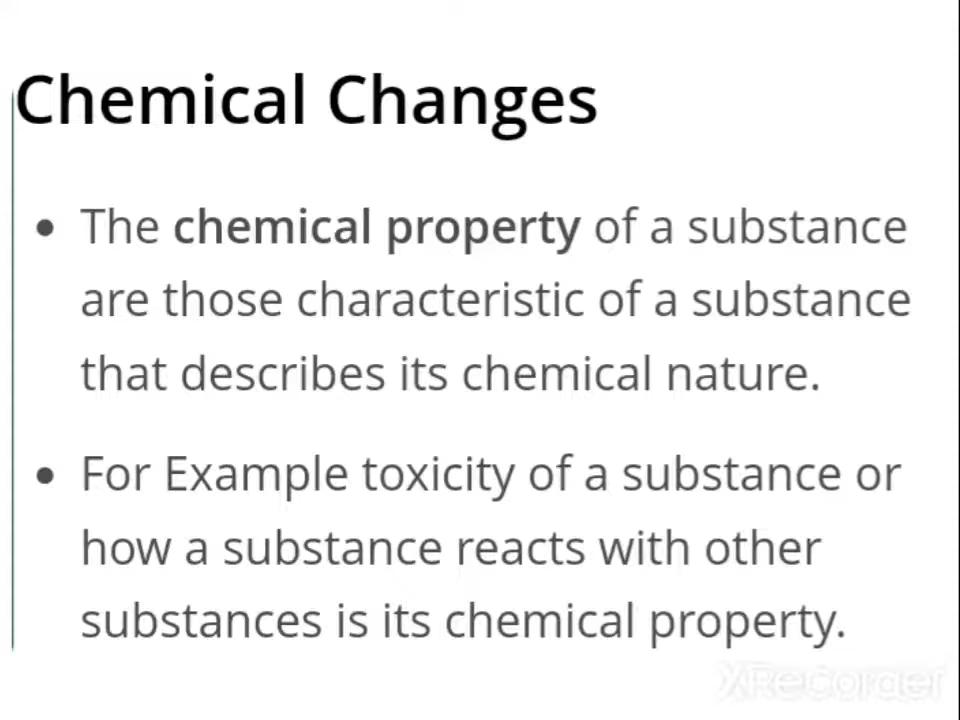 Chemical Changes
• The chemical property of a substance
are those characteristic of a substance
that describes its chemical nature.
• For Example toxicity of a substance or
how a substance reacts with other
substances is its chemical property.
XRecorder